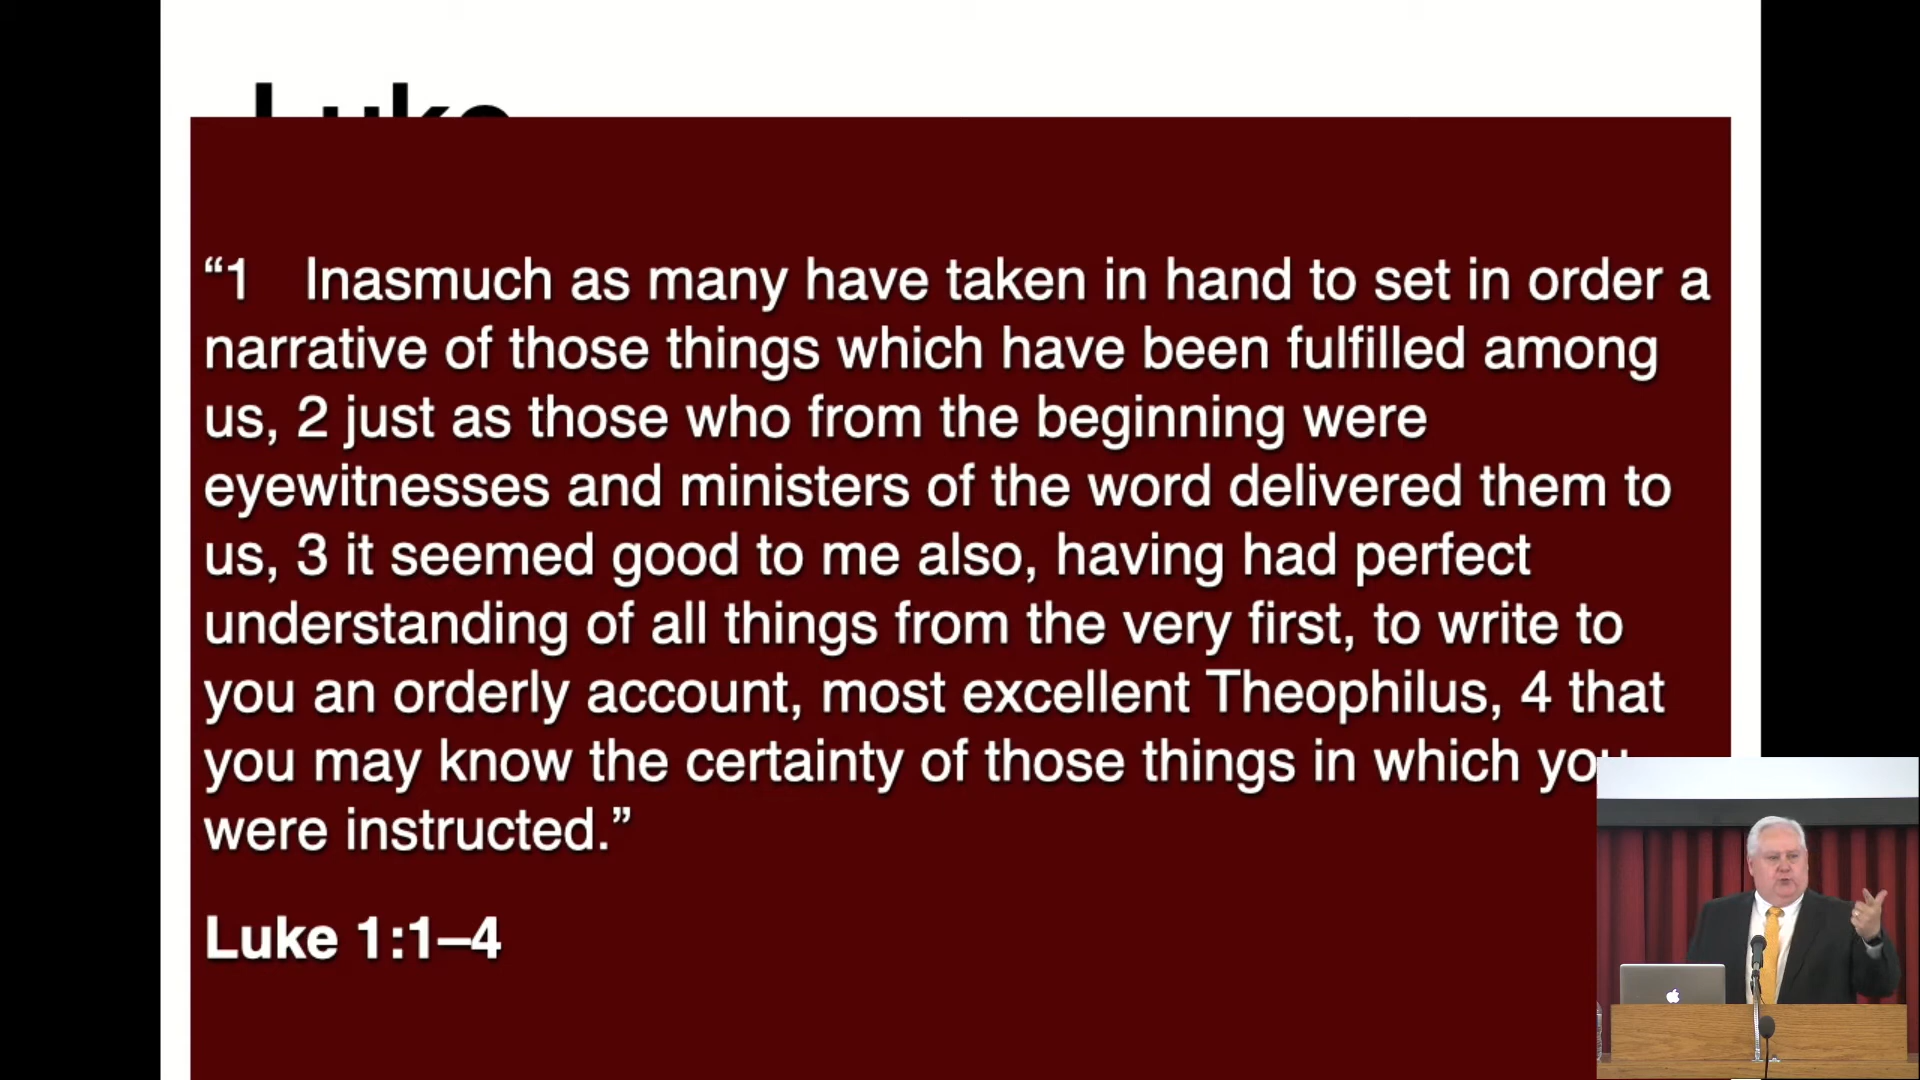 Luke
“1 Inasmuch as many have taken in hand to set in order a
narrative of those things which have been fulfilled among
us, 2 just as those who from the beginning were
eyewitnesses and ministers of the word delivered them to
us, 3 it seemed good to me also, having had perfect
understanding of all things from the very first, to write to
you an orderly account, most excellent Theophilus, 4 that
you may know the certainty of those things in which you
were instructed.”
Luke 1:1–4